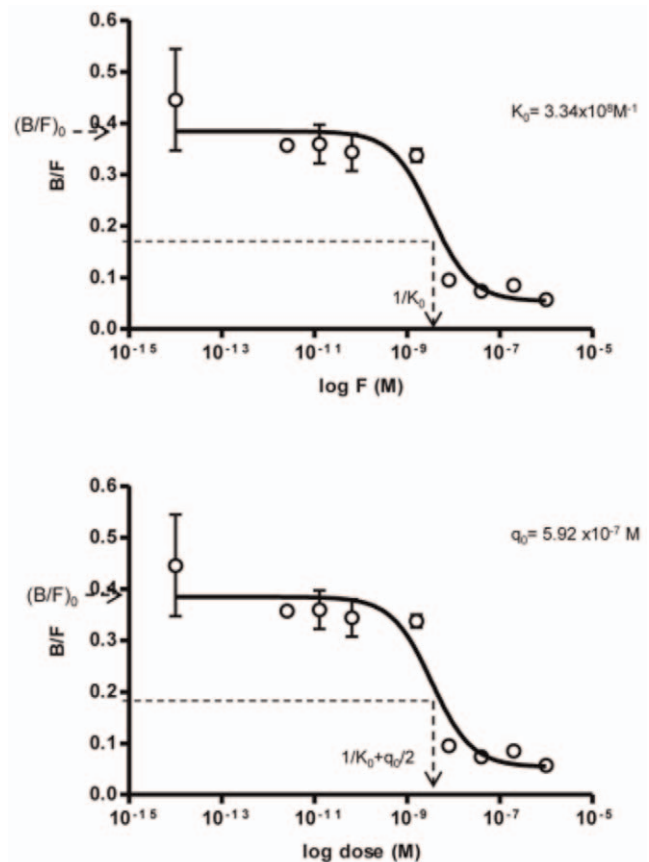 0.6
0.5
0.4
(B/F)₀
0.3
0.2
0.1
0.0
B/F
K₀= 3.34x10⁸M⁻¹
1/K₀
10⁻¹⁵
10⁻¹³
10⁻¹¹
10⁻⁹
10⁻⁷
10⁻⁵
log F (M)
0.6
0.5
0.4
(B/F)₀
0.3
0.2
0.1
0.0
B/F
q₀= 5.92 x10⁻⁷ M
1/K₀+q₀/2
10⁻¹⁵
10⁻¹³
10⁻¹¹
10⁻⁹
10⁻⁷
10⁻⁵
log dose (M)